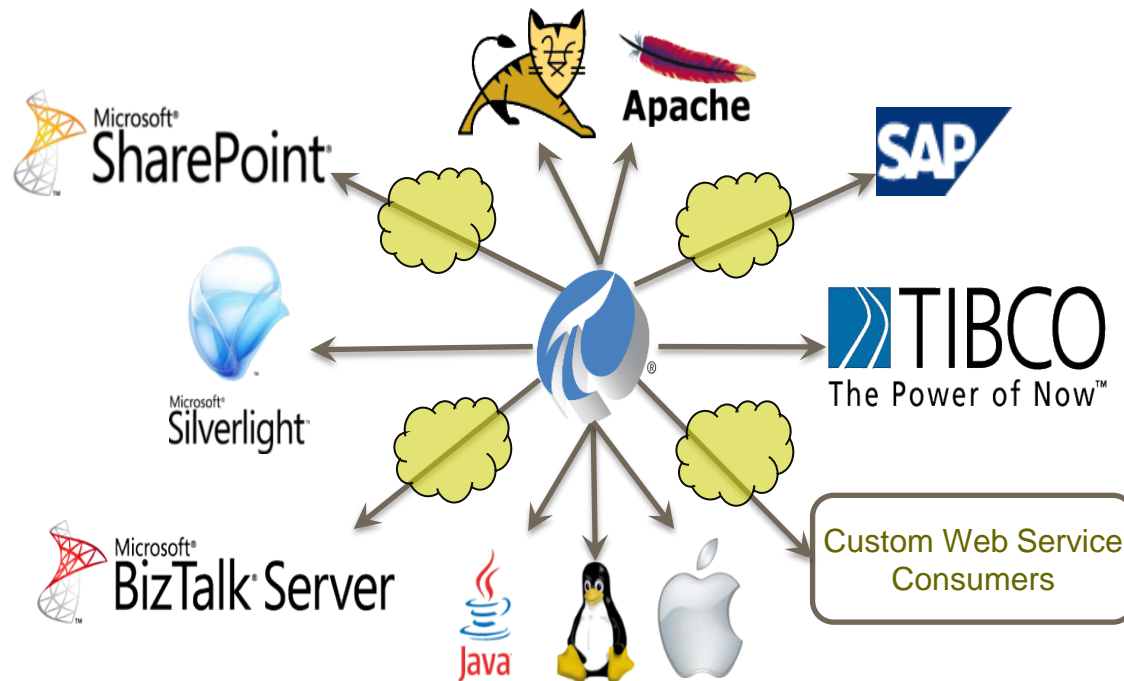 Apache
Microsoft®
SharePoint®
SAP
TIBCO
The Power of Now™
®
Microsoft®
Silverlight™
Microsoft®
BizTalk® Server
Custom Web Service
Consumers
Java